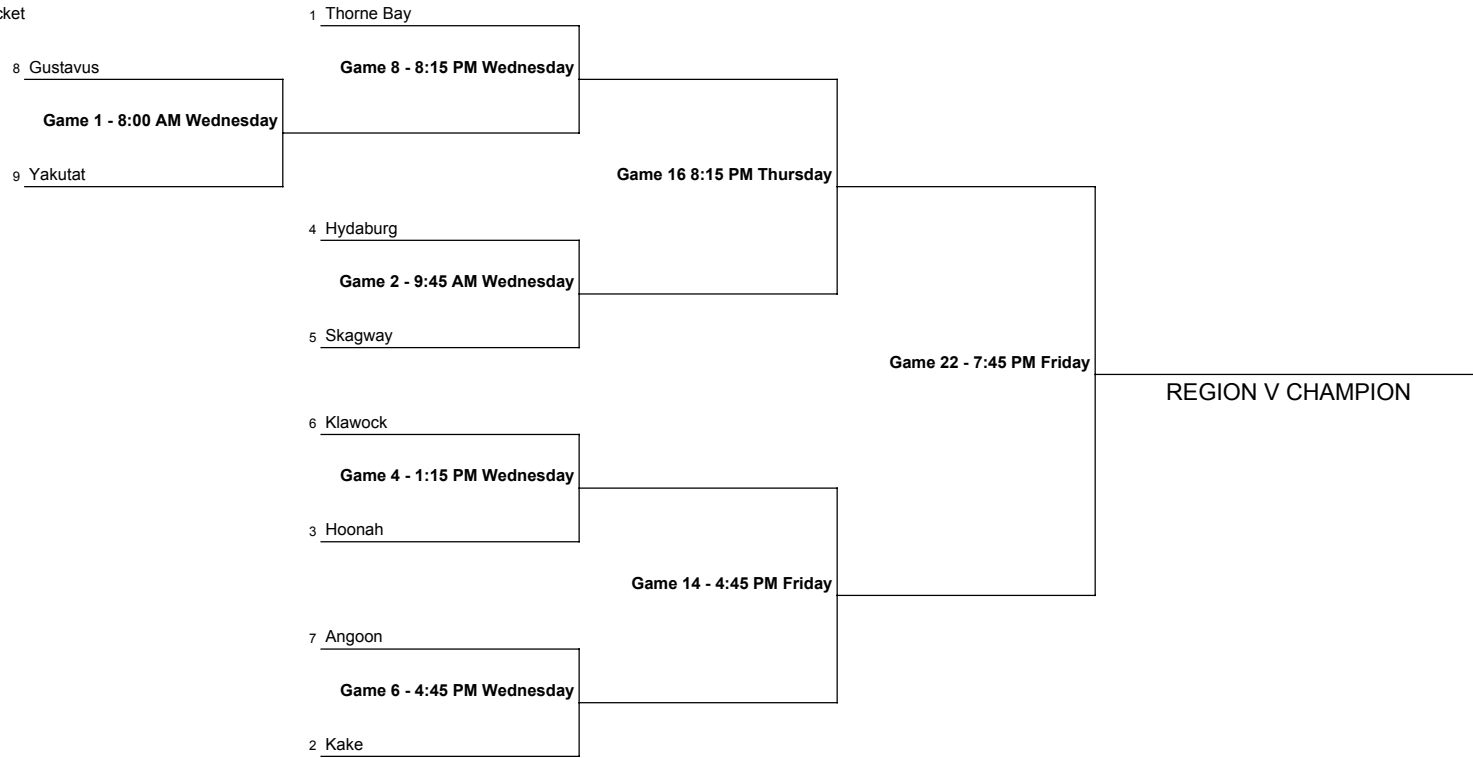 1 Thorne Bay
8 Gustavus
Game 8 - 8:15 PM Wednesday
Game 1 - 8:00 AM Wednesday
9 Yakutat
Game 16 8:15 PM Thursday
4 Hydaburg
Game 2 - 9:45 AM Wednesday
5 Skagway
Game 22 - 7:45 PM Friday
REGION V CHAMPION
6 Klawock
Game 4 - 1:15 PM Wednesday
3 Hoonah
Game 14 - 4:45 PM Friday
7 Angoon
Game 6 - 4:45 PM Wednesday
2 Kake